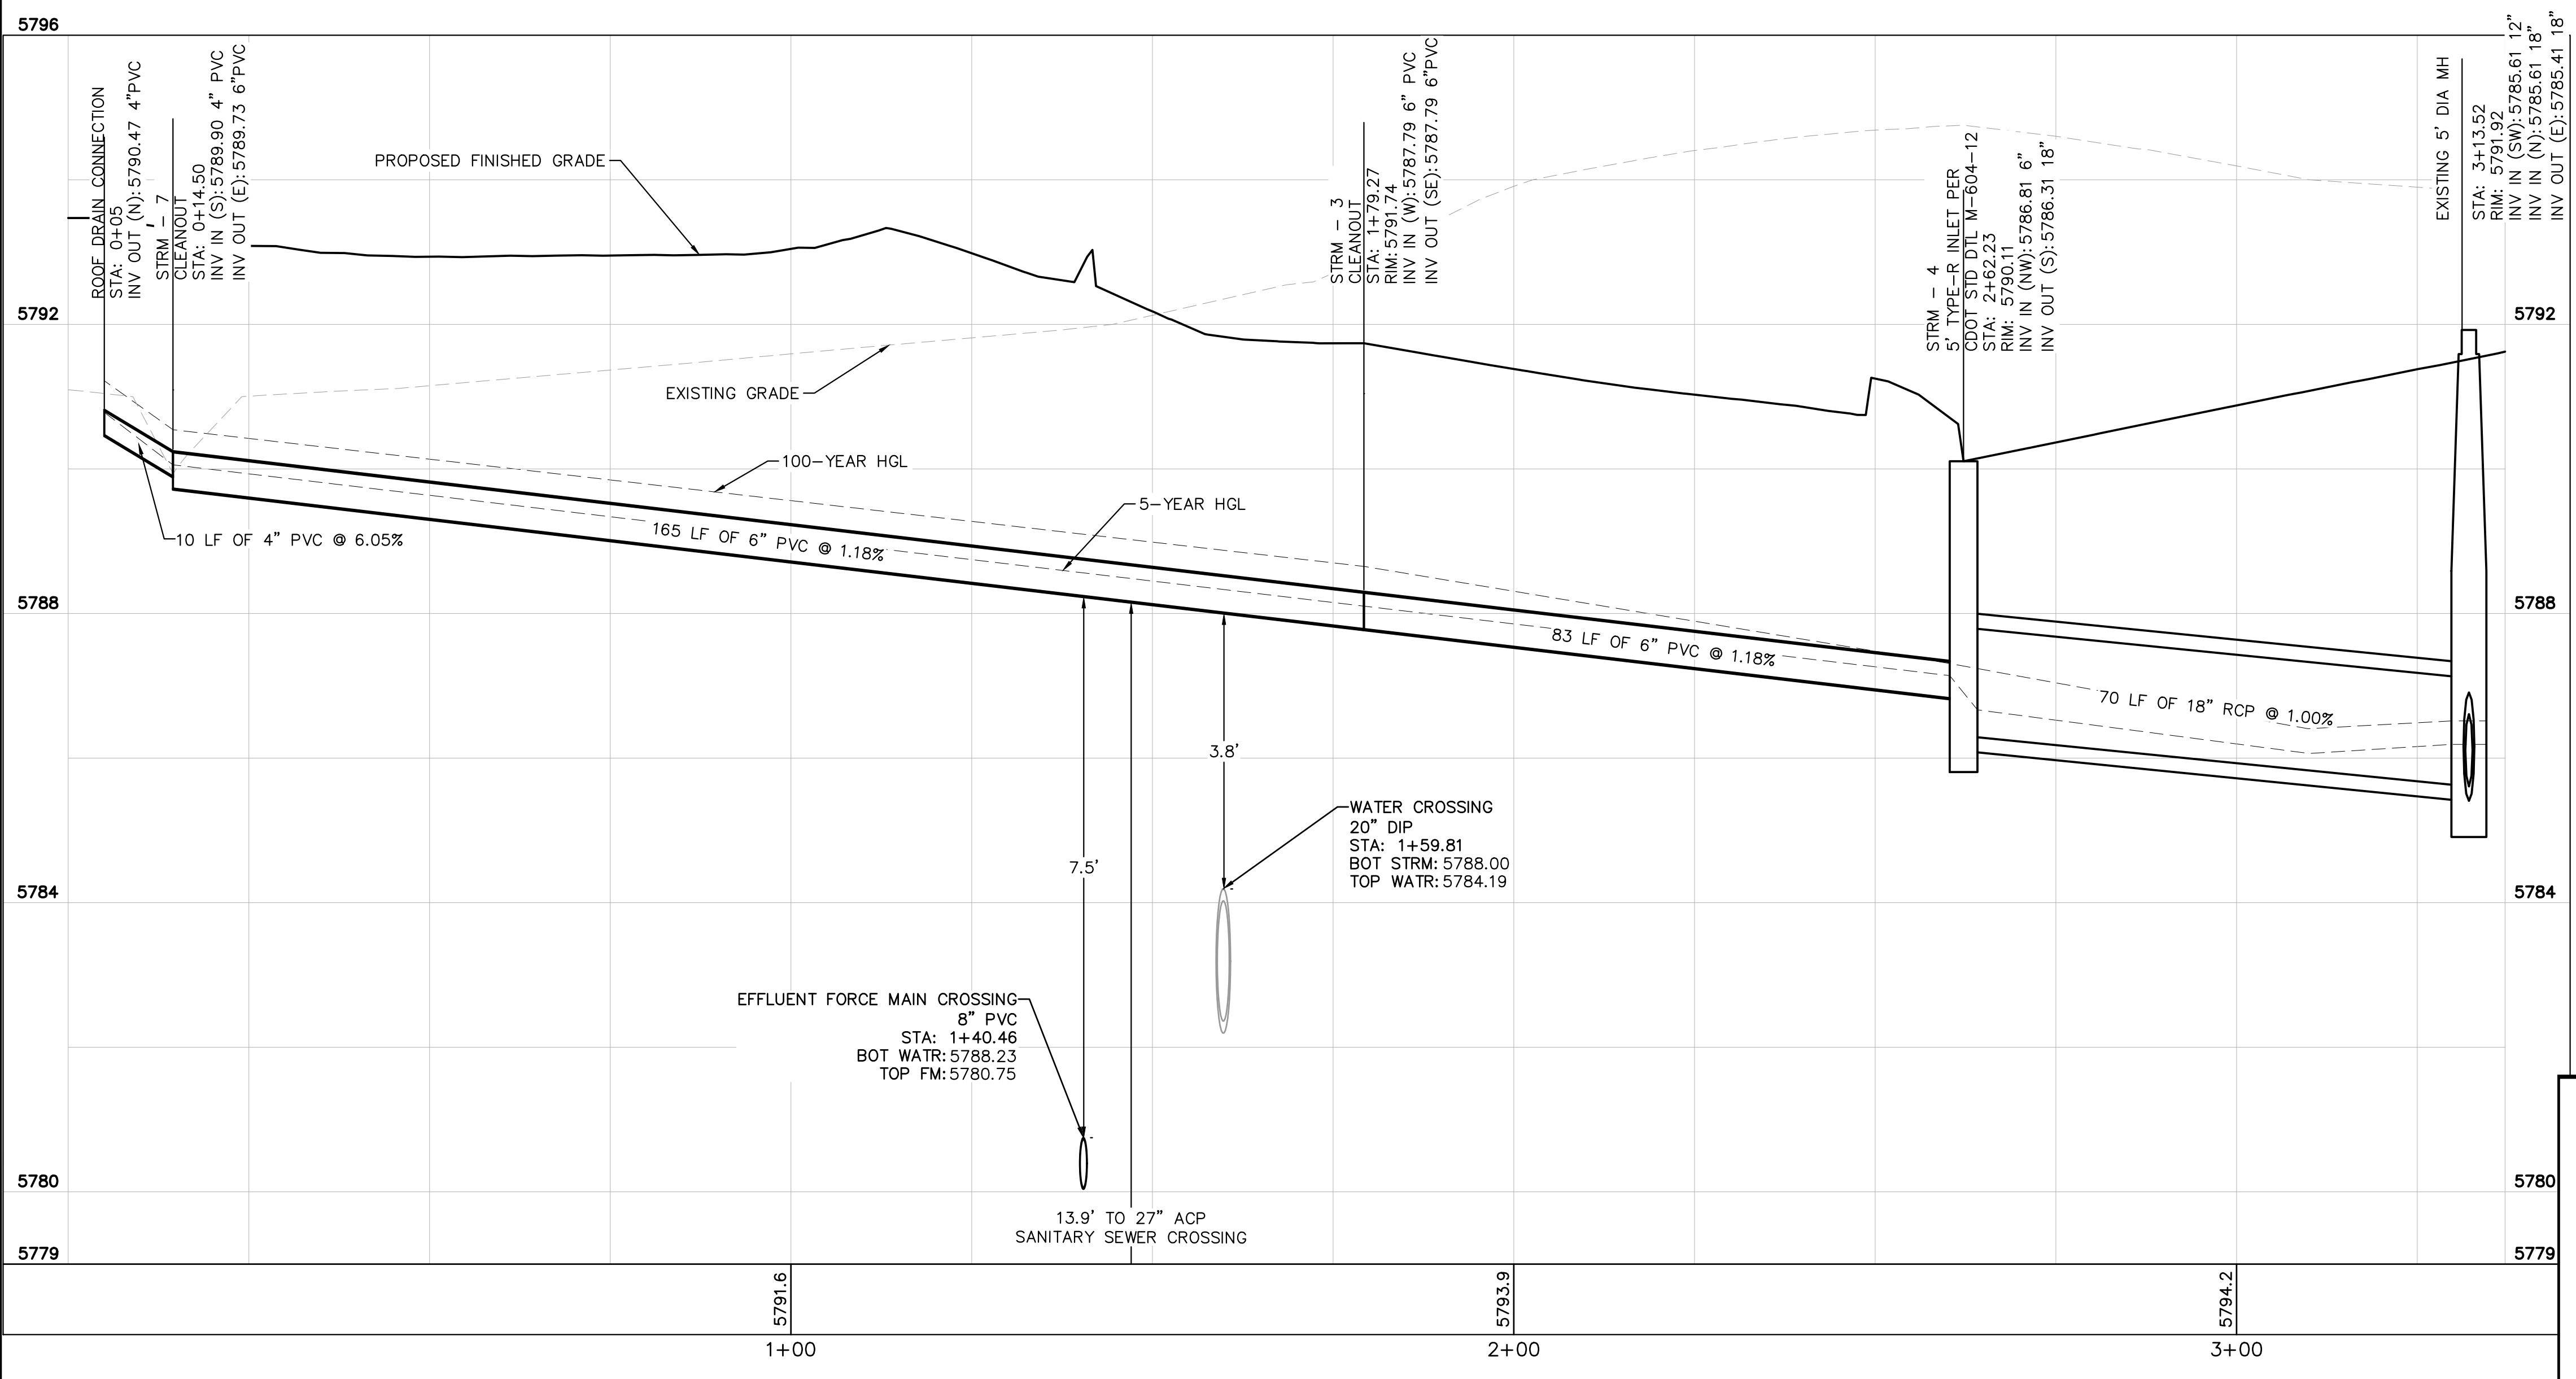 5796
ROOF DRAIN CONNECTION
STA: 0+05
INV OUT (N):5790.47 4"PVC
STRM - 7
CLEANOUT
STA: 0+14.50
INV IN (S):5789.90 4" PVC
INV OUT (E):5789.73 6"PVC
PROPOSED FINISHED GRADE
STRM - 3
CLEANOUT
STA: 1+79.27
RIM:5791.74
INV IN (W):5787.79 6" PVC
INV OUT (SE):5787.79 6"PVC
STRM - 4
5' TYPE-R INLET PER
CDOT STD DTL M-604-12
STA: 2+62.23
RIM: 5790.11
INV IN (NW):5786.81 6"
INV OUT (S):5786.31 18"
EXISTING 5' DIA MH
STA: 3+13.52
RIM: 5791.92
INV IN (SW):5785.61 12"
INV IN (N):5785.61 18"
INV OUT (E):5785.41 18"
5792
5792
EXISTING GRADE
100-YEAR HGL
5-YEAR HGL
10 LF OF 4" PVC @ 6.05%
165 LF OF 6" PVC @ 1.18%
5788
5788
83 LF OF 6" PVC @ 1.18%
70 LF OF 18" RCP @ 1.00%
3.8'
WATER CROSSING
20" DIP
STA: 1+59.81
BOT STRM:5788.00
TOP WATR:5784.19
7.5'
5784
5784
EFFLUENT FORCE MAIN CROSSING
8" PVC
STA: 1+40.46
BOT WATR:5788.23
TOP FM:5780.75
5780
5780
13.9' TO 27" ACP
SANITARY SEWER CROSSING
5779
5779
5791.6
5793.9
5794.2
1+00
2+00
3+00